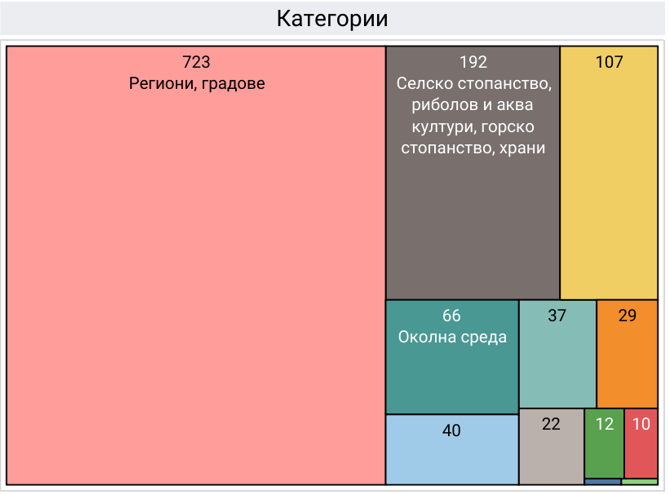 Категории
723
Региони, градове
192
Селско стопанство,
риболов и аква
култури, горско
стопанство, храни
107
66
Околна среда
37
29
40
22
12
10